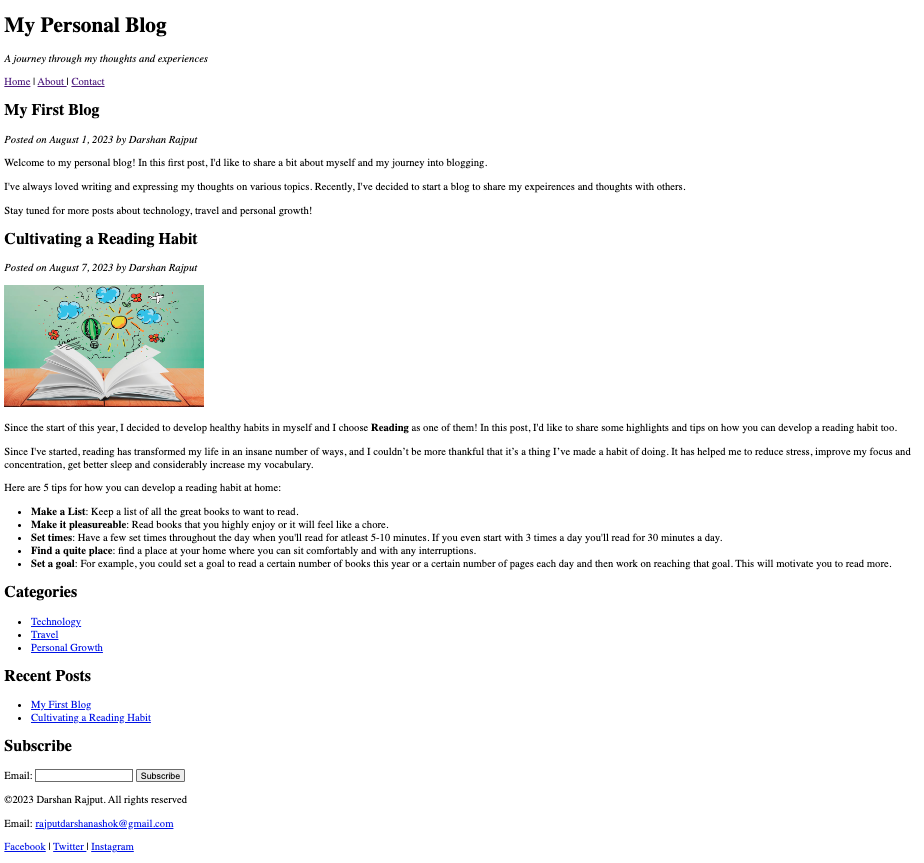 My Personal Blog
A journey through my thoughts and experiences
Home | About | Contact
My First Blog
Posted on August 1, 2023 by Darshan Rajput
Welcome to my personal blog! In this first post, I'd like to share a bit about myself and my journey into blogging.
I've always loved writing and expressing my thoughts on various topics. Recently, I've decided to start a blog to share my expeirences and thoughts with others.
Stay tuned for more posts about technology, travel and personal growth!
Cultivating a Reading Habit
Posted on August 7, 2023 by Darshan Rajput
Since the start of this year, I decided to develop healthy habits in myself and I choose Reading as one of them! In this post, I'd like to share some highlights and tips on how you can develop a reading habit too.
Since I've started, reading has transformed my life in an insane number of ways, and I couldn’t be more thankful that it’s a thing I’ve made a habit of doing. It has helped me to reduce stress, improve my focus and
concentration, get better sleep and considerably increase my vocabulary.
Here are 5 tips for how you can develop a reading habit at home:
• Make a List: Keep a list of all the great books to want to read.
• Make it pleasureable: Read books that you highly enjoy or it will feel like a chore.
• Set times: Have a few set times throughout the day when you'll read for atleast 5-10 minutes. If you even start with 3 times a day you'll read for 30 minutes a day.
• Find a quite place: find a place at your home where you can sit comfortably and with any interruptions.
• Set a goal: For example, you could set a goal to read a certain number of books this year or a certain number of pages each day and then work on reaching that goal. This will motivate you to read more.
Categories
• Technology
• Travel
• Personal Growth
Recent Posts
• My First Blog
• Cultivating a Reading Habit
Subscribe
Email: Subscribe
©2023 Darshan Rajput. All rights reserved
Email: rajputdarshanashok@gmail.com
Facebook | Twitter | Instagram